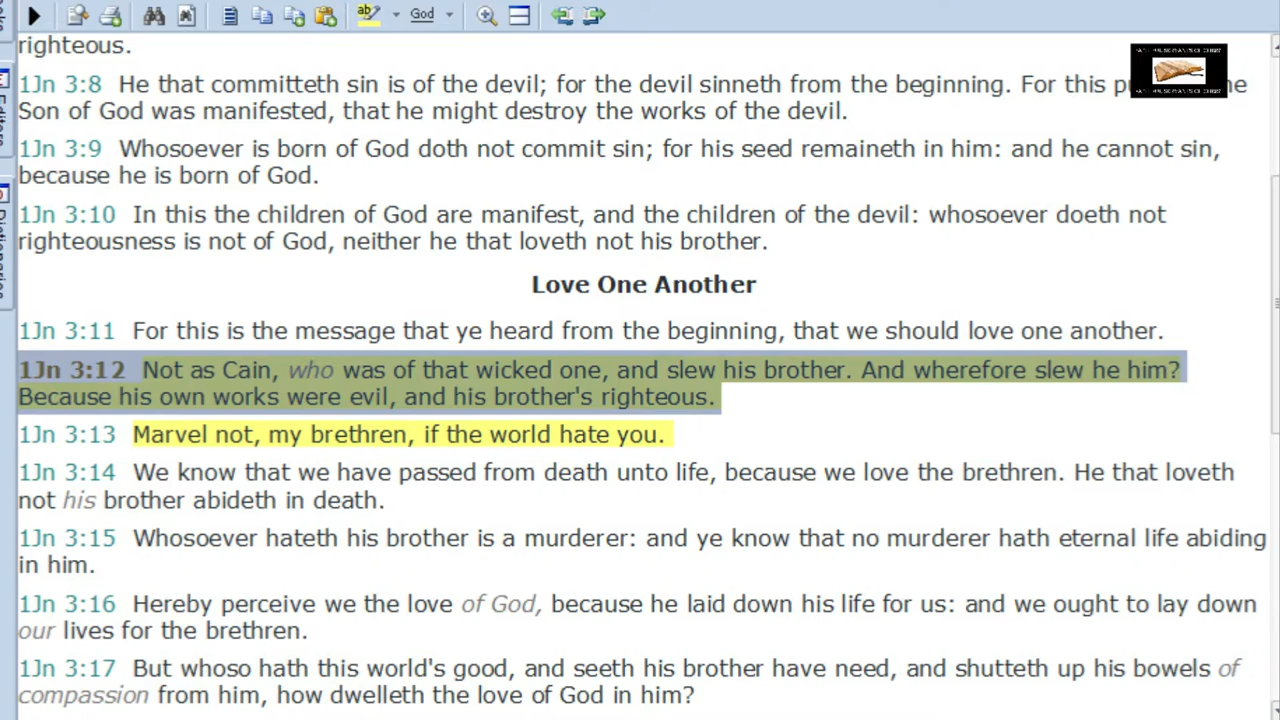 God
righteous.
1Jn 3:8 He that committeth sin is of the devil; for the devil sinneth from the beginning. For this
Son of God was manifested, that he might destroy the works of the devil.
1Jn 3:9 Whosoever is born of God doth not commit sin; for his seed remaineth in him: and he cannot sin,
because he is born of God.
1Jn 3:10 In this the children of God are manifest, and the children of the devil: whosoever doeth not
righteousness is not of God, neither he that loveth not his brother.
Love One Another
1Jn 3:11 For this is the message that ye heard from the beginning, that we should love one another.
1Jn 3:12 Not as Cain, who was of that wicked one, and slew his brother. And wherefore slew he him?
Because his own works were evil, and his brother's righteous.
1Jn 3:13 Marvel not, my brethren, if the world hate you.
1Jn 3:14 We know that we have passed from death unto life, because we love the brethren. He that loveth
not his brother abideth in death.
1Jn 3:15 Whosoever hateth his brother is a murderer: and ye know that no murderer hath eternal life abiding
in him.
1Jn 3:16 Hereby perceive we the love of God, because he laid down his life for us: and we ought to lay down
our lives for the brethren.
1Jn 3:17 But whoso hath this world's good, and seeth his brother have need, and shutteth up his bowels of
compassion from him, how dwelleth the love of God in him?
Editors